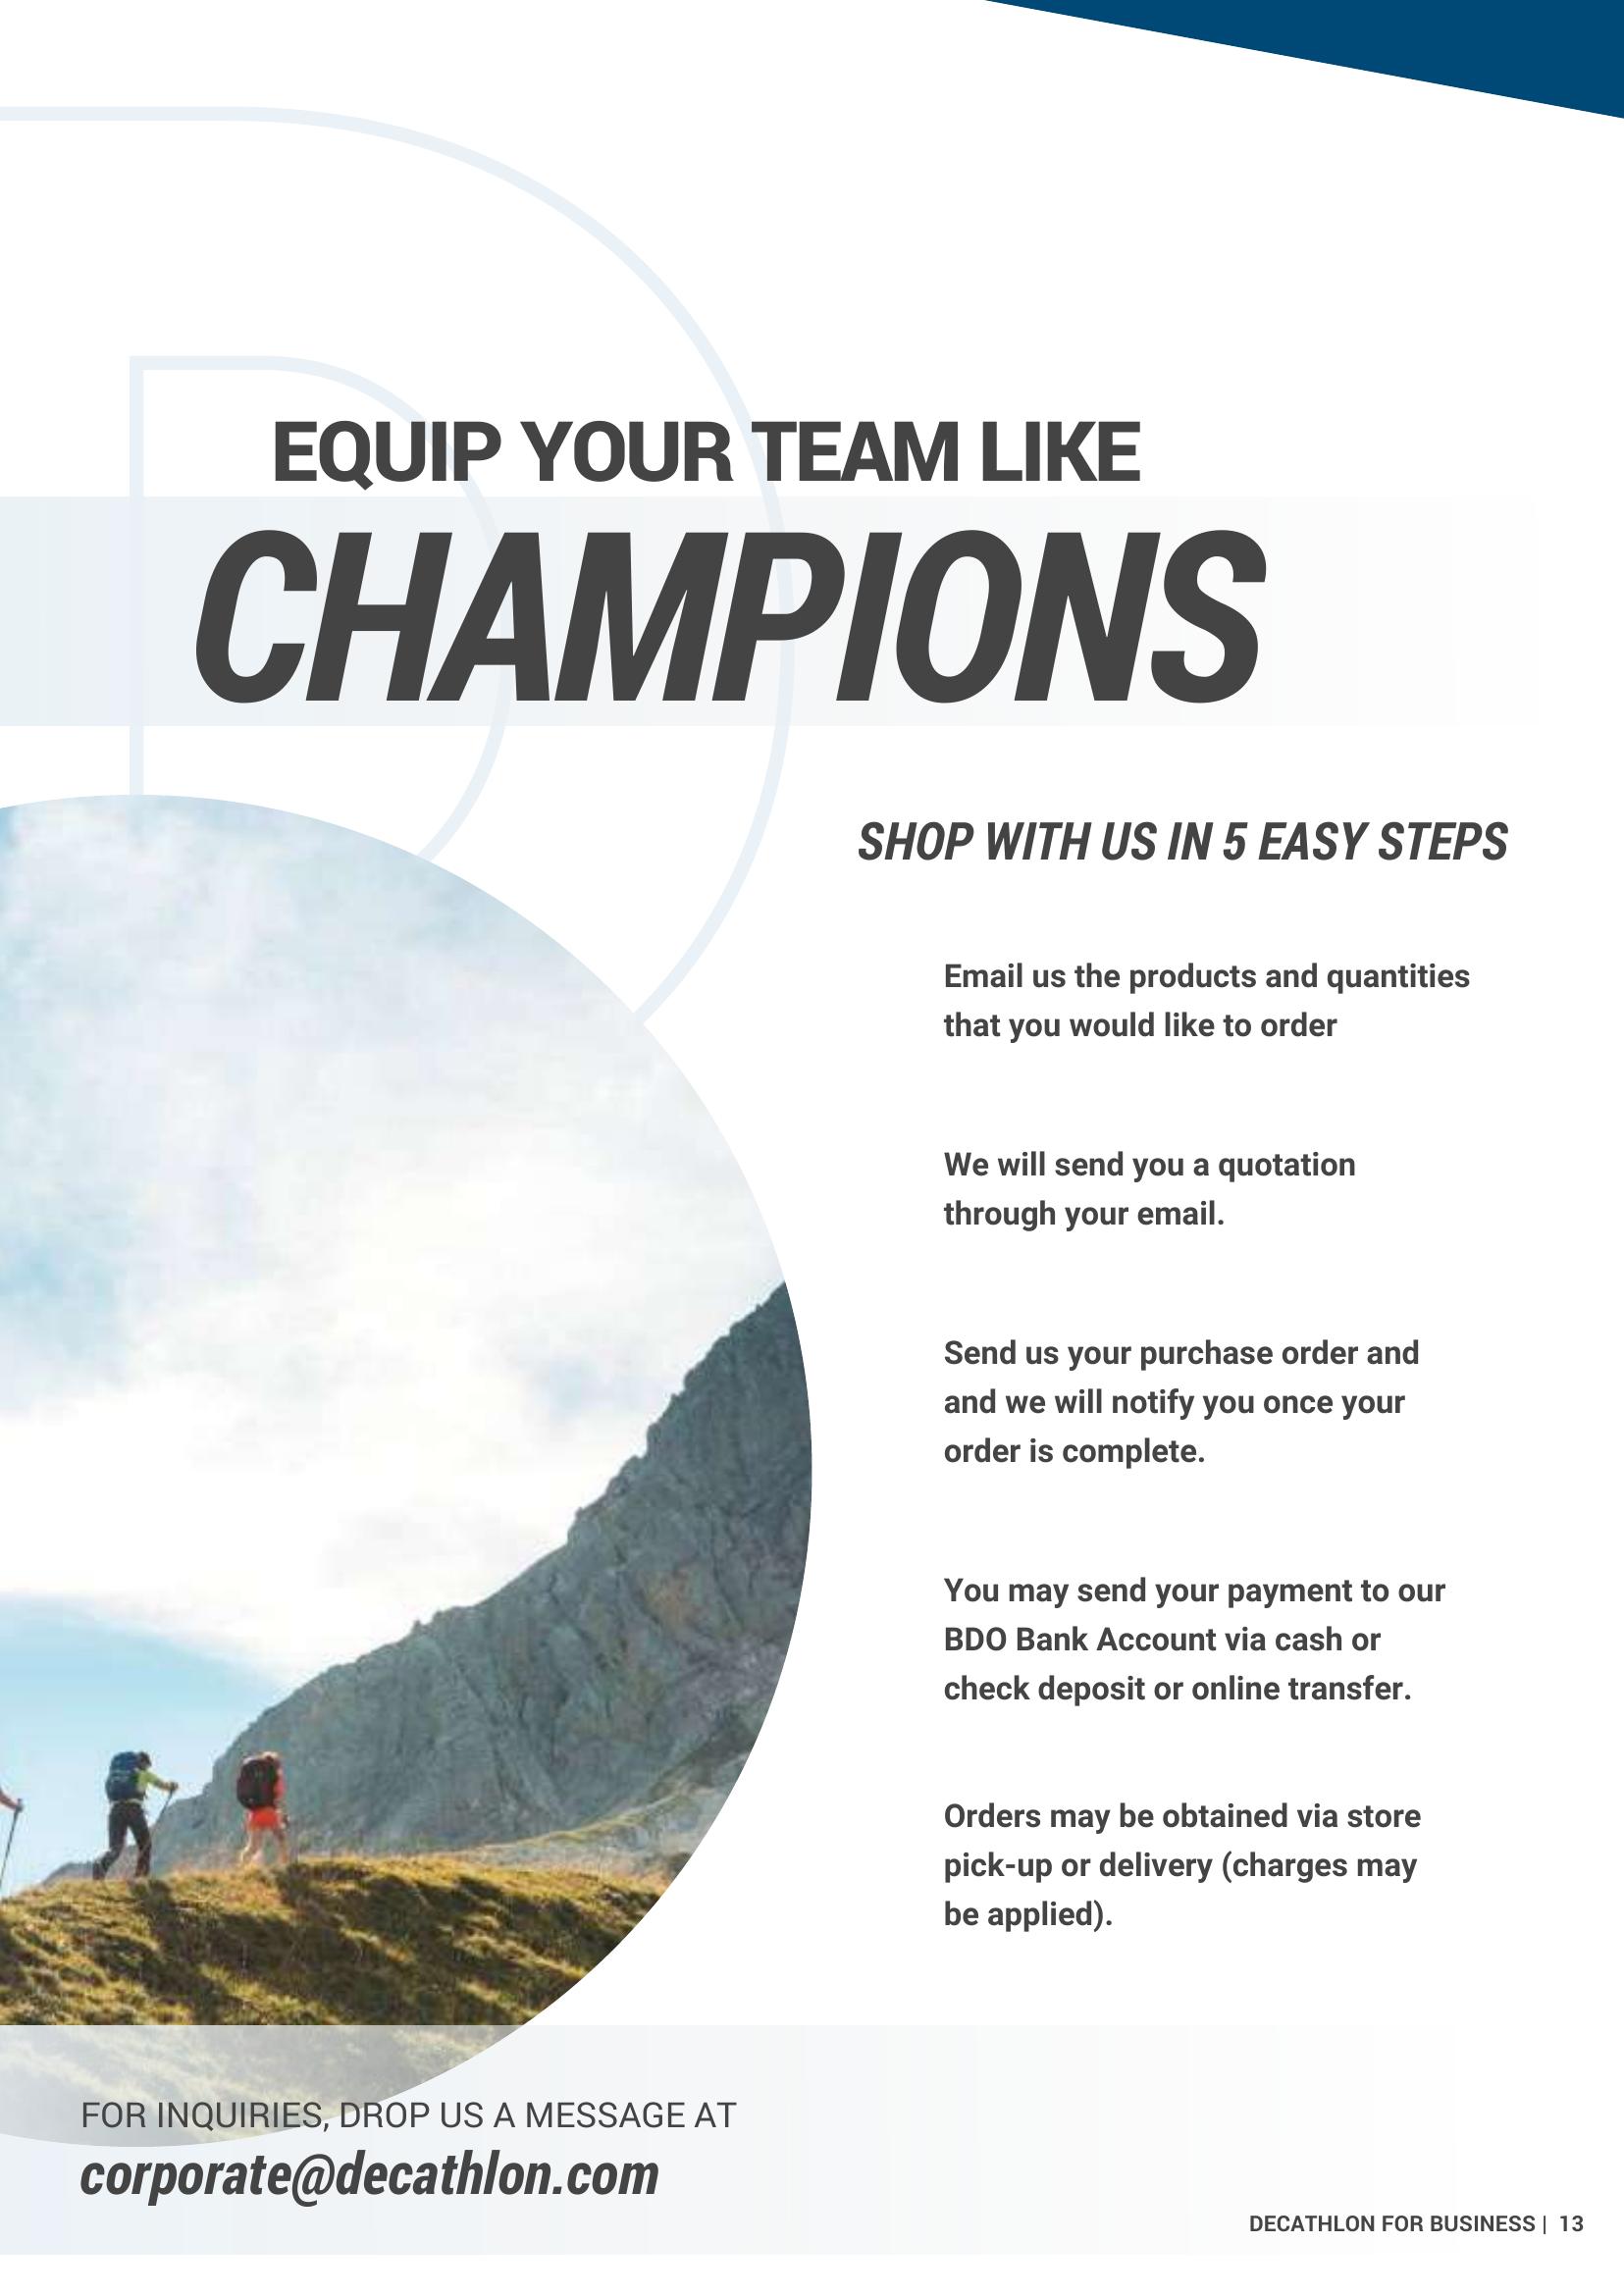 EQUIP YOUR TEAM LIKE
CHAMPIONS
SHOP WITH US IN 5 EASY STEPS
Email us the products and quantities
that you would like to order
We will send you a quotation
through your email.
Send us your purchase order and
and we will notify you once your
order is complete.
You may send your payment to our
BDO Bank Account via cash or
check deposit or online transfer.
Orders may be obtained via store
pick-up or delivery (charges may
be applied).
FOR INQUIRIES, DROP US A MESSAGE AT
corporate@decathlon.com
DECATHLON FOR BUSINESS | 13